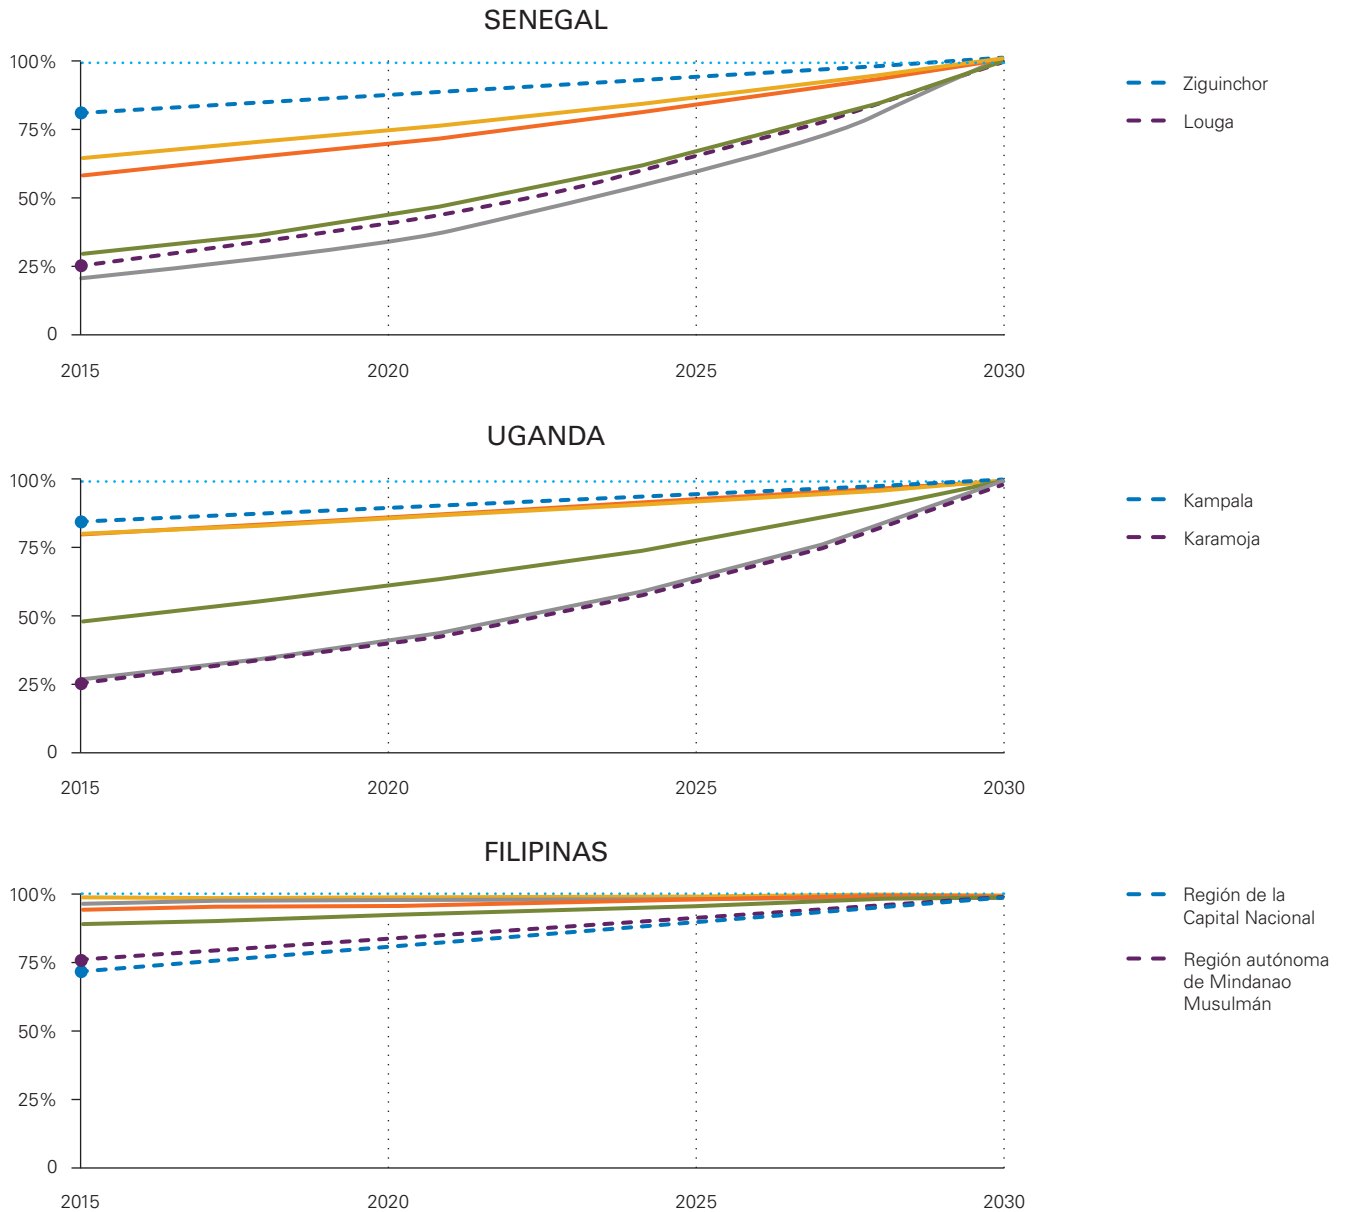 SENEGAL
100%
75%
50%
25%
0
2015
2020
2025
2030
Ziguinchor
Louga
UGANDA
100%
75%
50%
25%
0
2015
2020
2025
2030
Kampala
Karamoja
FILIPINAS
100%
75%
50%
25%
0
2015
2020
2025
2030
Región de la
Capital Nacional
Región autónoma
de Mindanao
Musulmán